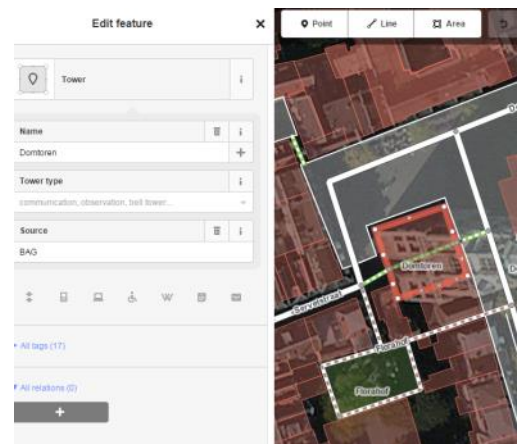 Edit feature
Point
Line
Area
Tower
Name
Domtoren
Tower type
communication, observation, bell tower...
Source
BAG
All tags (17)
All relations (0)
Domtoren
Servetstraat
Florahof
Florahof